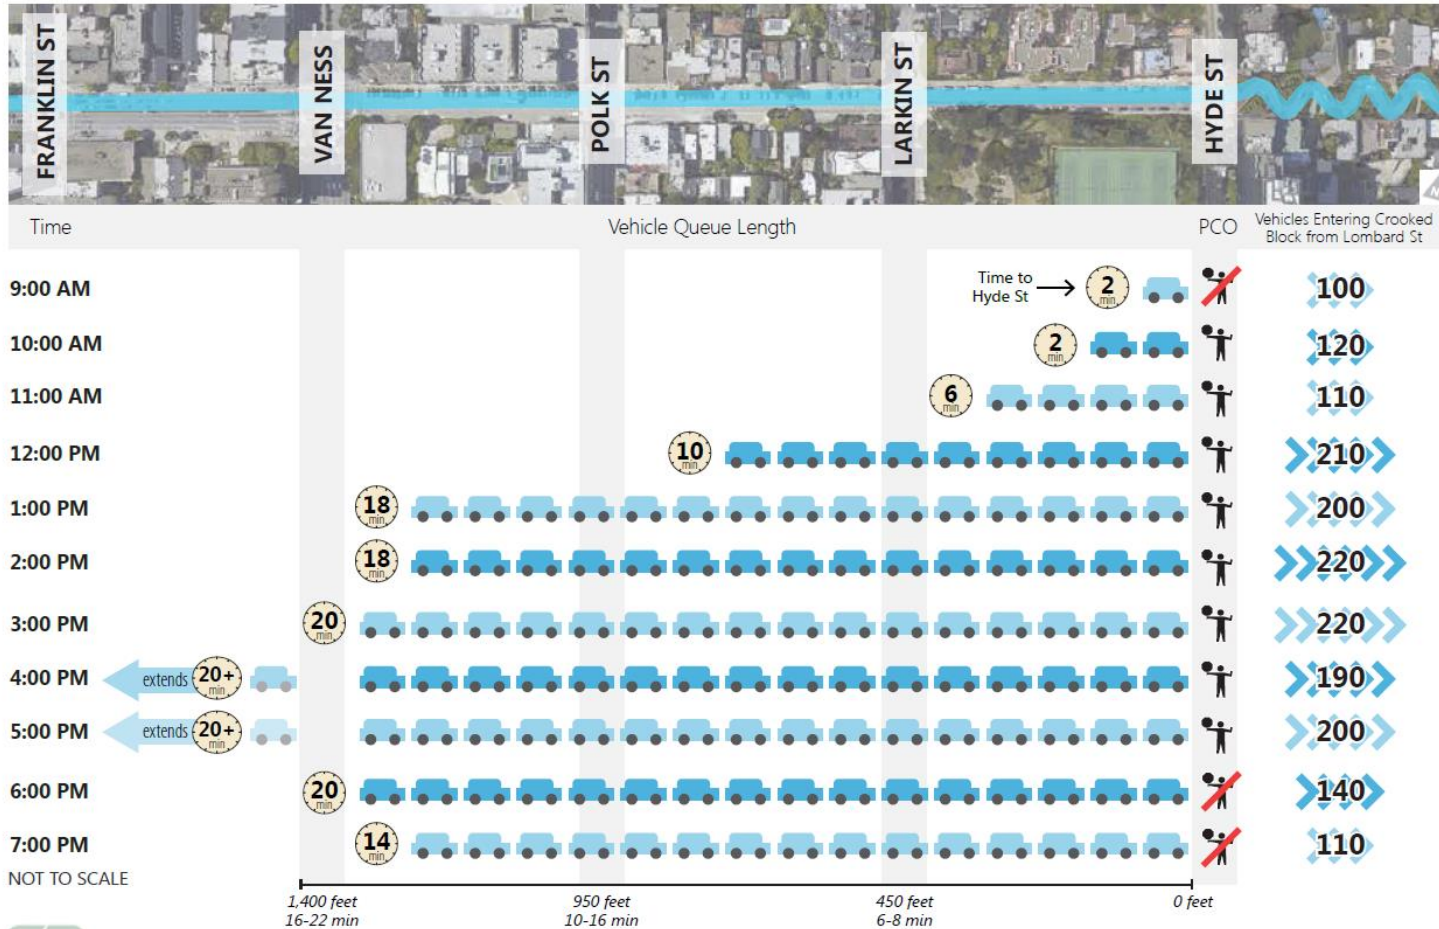 FRANKLIN ST
VAN NESS
POLK ST
LARKIN ST
HYDE ST
Time
Vehicle Queue Length
PCO
Vehicles Entering Crooked
Block from Lombard St
9:00 AM
Time to
Hyde St
2
min
100
10:00 AM
2
min
120
11:00 AM
6
min
110
12:00 PM
10
min
210
1:00 PM
18
min
200
2:00 PM
18
min
220
3:00 PM
20
min
220
4:00 PM
extends
20+
min
190
5:00 PM
extends
20+
min
200
6:00 PM
20
min
140
7:00 PM
14
min
110
NOT TO SCALE
1,400 feet
16-22 min
950 feet
10-16 min
450 feet
6-8 min
0 feet